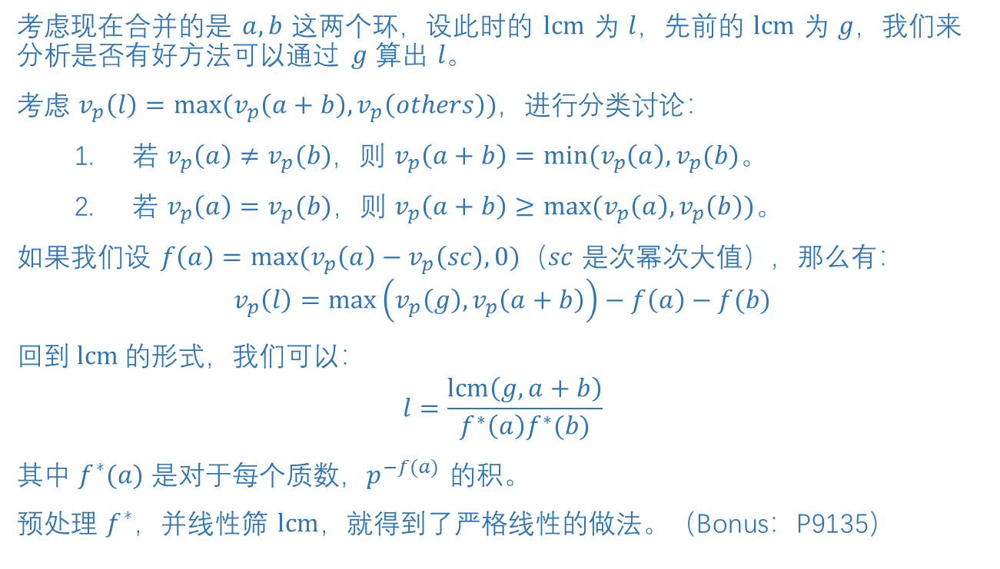 考虑现在合并的是 a, b 这两个环，设此时的 lcm 为 l，先前的 lcm 为 g，我们来
分析是否有好方法可以通过 g 算出 l。
考虑 v_p(l) = max(v_p(a + b), v_p(others))，进行分类讨论：
1. 若 v_p(a) ≠ v_p(b)，则 v_p(a + b) = min(v_p(a), v_p(b)。
2. 若 v_p(a) = v_p(b)，则 v_p(a + b) ≥ max(v_p(a), v_p(b))。
如果我们设 f(a) = max(v_p(a) − v_p(sc), 0)（sc 是次幂次大值），那么有：
v_p(l) = max(v_p(g), v_p(a + b)) − f(a) − f(b)
回到 lcm 的形式，我们可以：
l = lcm(g, a + b) / f*(a)f*(b)
其中 f*(a) 是对于每个质数，p^{−f(a)} 的积。
预处理 f*，并线性筛 lcm，就得到了严格线性的做法。（Bonus：P9135）